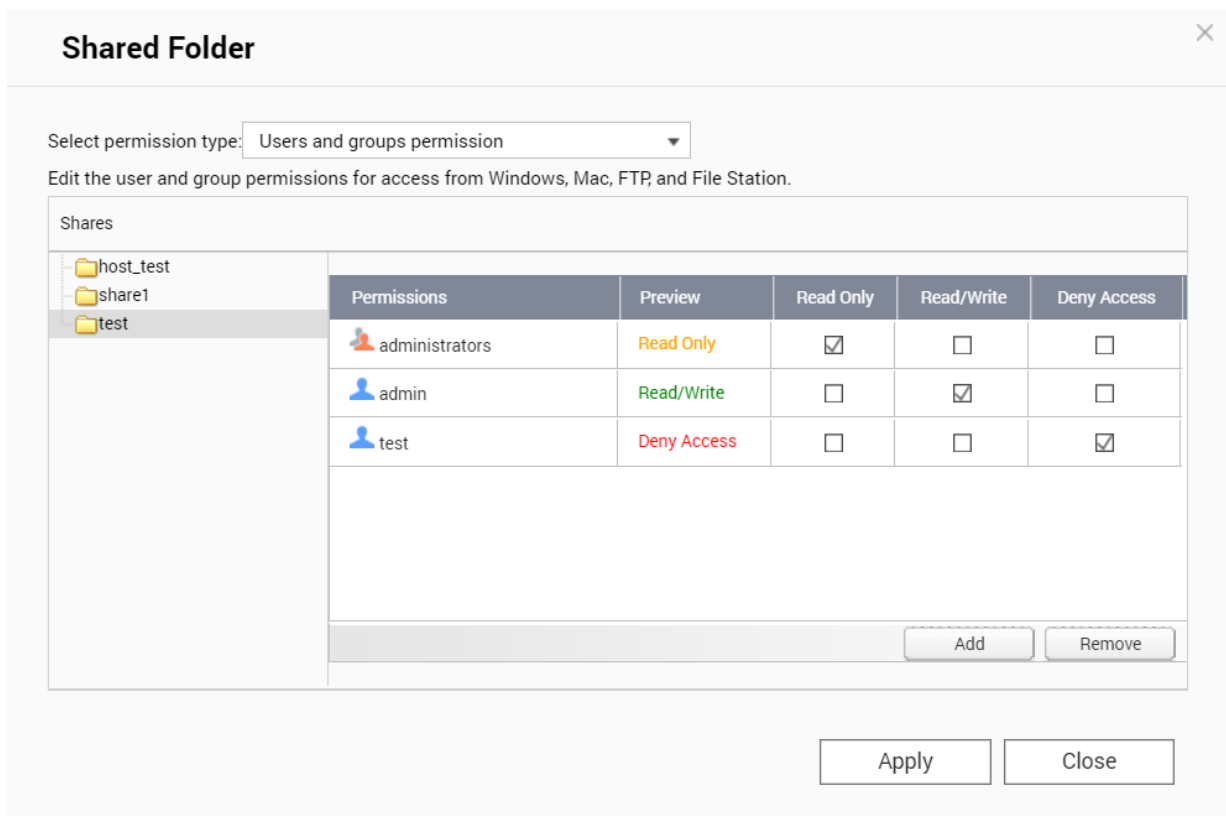 Shared Folder
Select permission type: Users and groups permission
Edit the user and group permissions for access from Windows, Mac, FTP, and File Station.
Shares
host_test
share1
test
Permissions Preview Read Only Read/Write Deny Access
administrators Read Only
admin Read/Write
test Deny Access
Add Remove
Apply Close